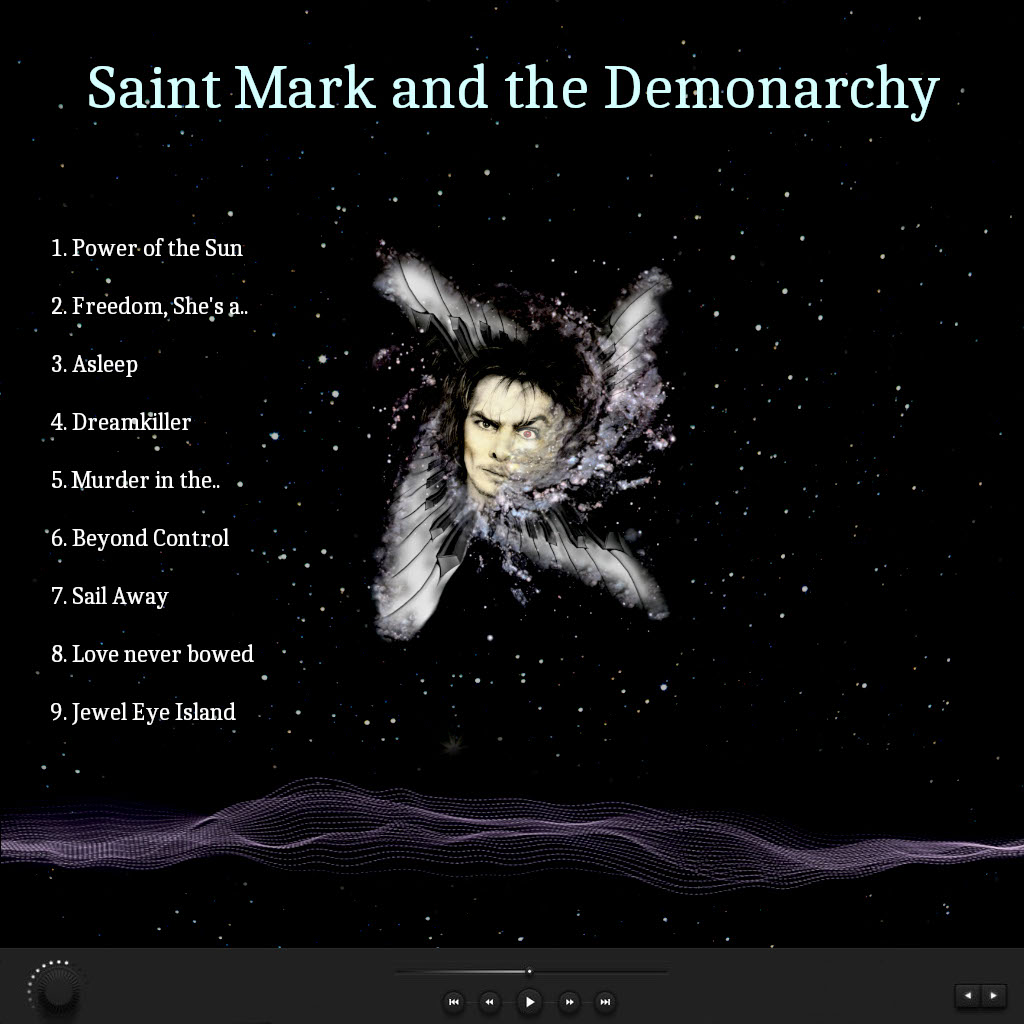 Saint Mark and the Demonarchy
1. Power of the Sun
2. Freedom, She's a..
3. Asleep
4. Dreamkiller
5. Murder in the..
6. Beyond Control
7. Sail Away
8. Love never bowed
9. Jewel Eye Island